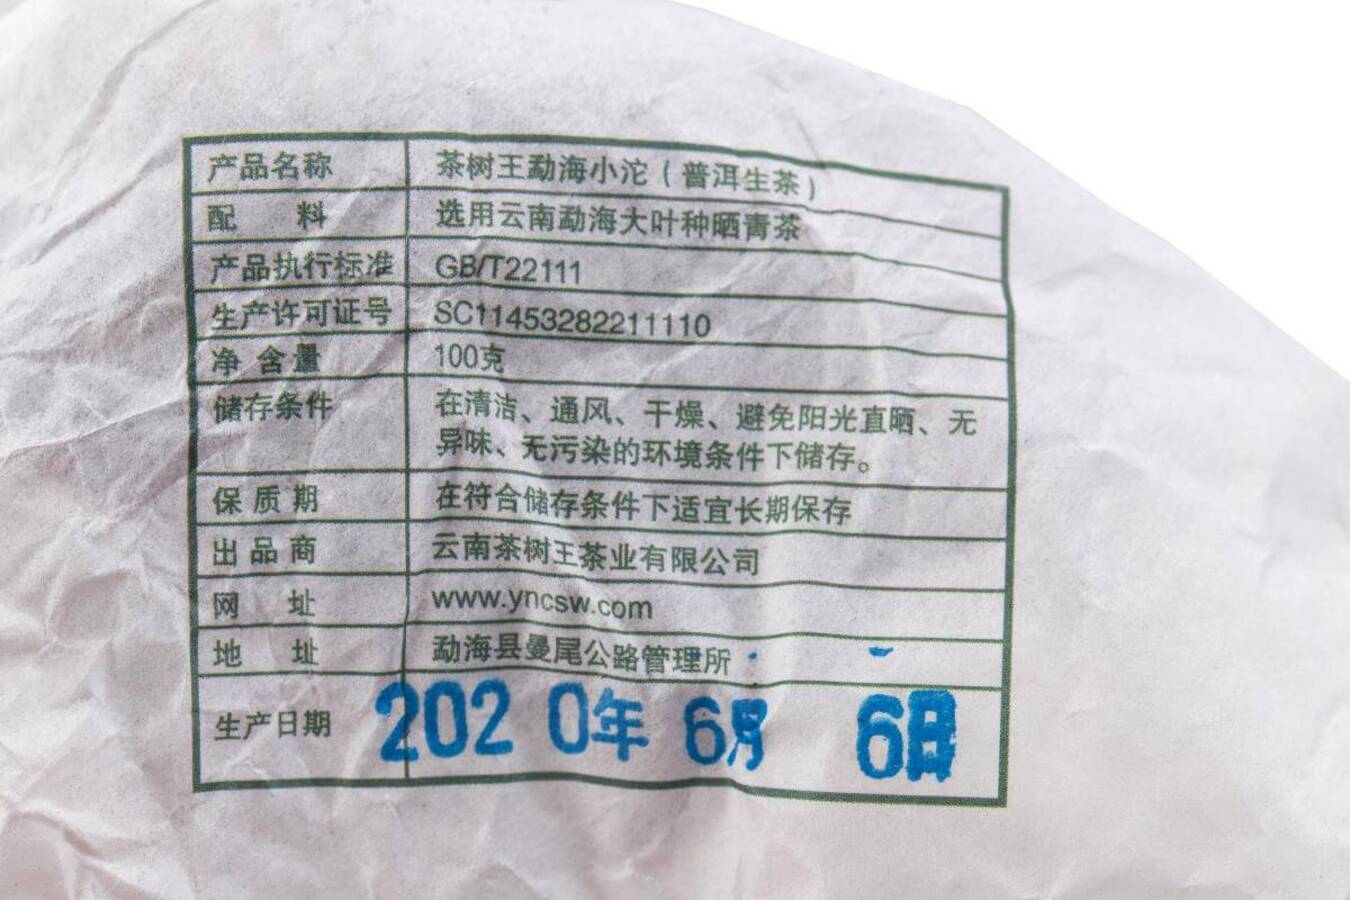 产品名称 茶树王勐海小沱（普洱生茶）
配 料 选用云南勐海大叶种晒青茶
产品执行标准 GB/T22111
生产许可证号 SC11453282211110
净 含 量 100克
储存条件 在清洁、通风、干燥、避免阳光直晒、无
异味、无污染的环境条件下储存。
保 质 期 在符合储存条件下适宜长期保存
出 品 商 云南茶树王茶业有限公司
网 址 www.yncsw.com
地 址 勐海县曼尾公路管理所
生产日期 2020年 6月 6日